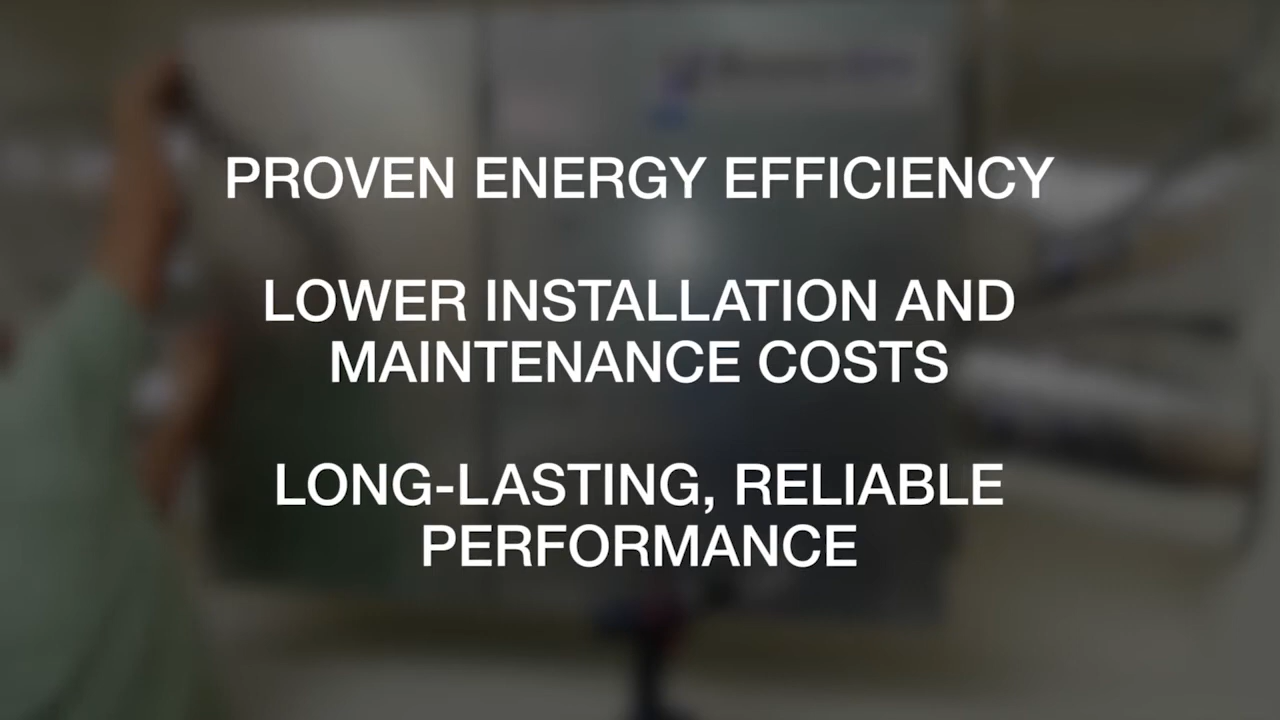 PROVEN ENERGY EFFICIENCY
LOWER INSTALLATION AND
MAINTENANCE COSTS
LONG-LASTING, RELIABLE
PERFORMANCE